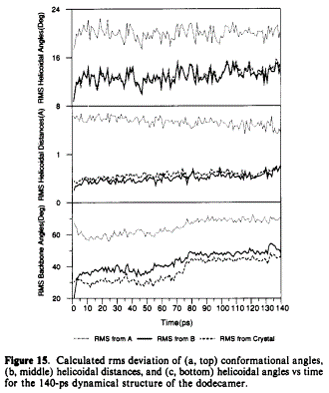 24
RMS Helicoidal Angles(Deg)
16
8
RMS Helicoidal Distances(A)
1
0
RMS Backbone Angles(Deg)
60
40
20
0 10 20 30 40 50 60 70 80 90 100 110 120 130 140
Time(ps)
RMS from A RMS from B RMS from Crystal
Figure 15. Calculated rms deviation of (a, top) conformational angles,
(b, middle) helicoidal distances, and (c, bottom) helicoidal angles vs time
for the 140-ps dynamical structure of the dodecamer.